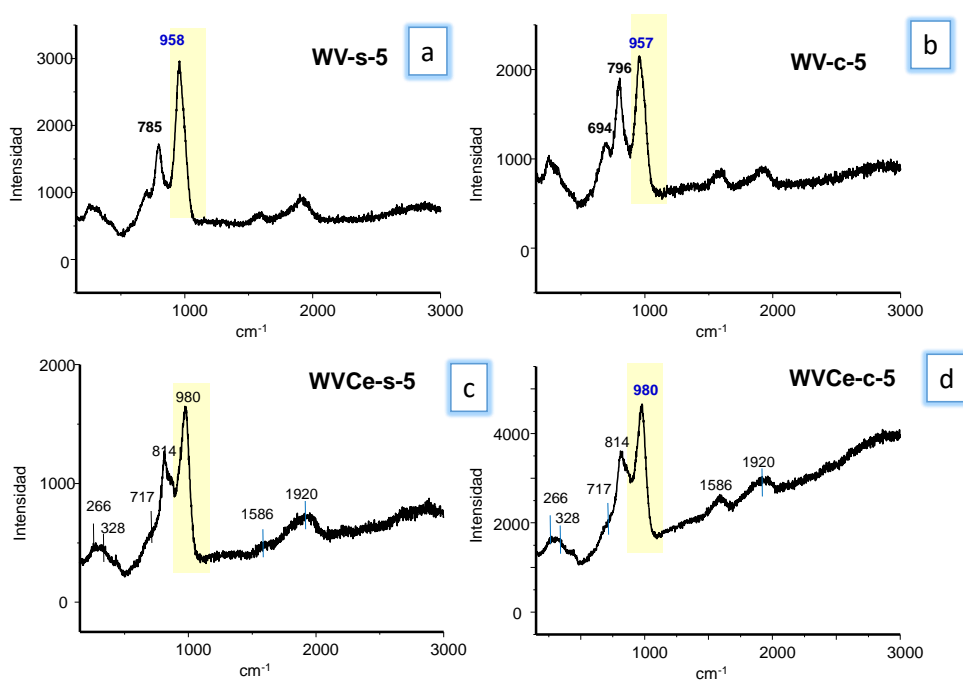 958
WV-s-5
a
3000
785
2000
1000
0
Intensidad
1000
2000
3000
cm-1
957
WV-c-5
b
796
2000
694
1000
0
Intensidad
1000
2000
3000
cm-1
2000
WVCe-s-5
c
980
814
1000
717
266
328
1586
1920
0
Intensidad
1000
2000
3000
cm-1
980
WVCe-c-5
d
814
4000
717
1920
1586
266
328
2000
0
Intensidad
1000
2000
3000
cm-1